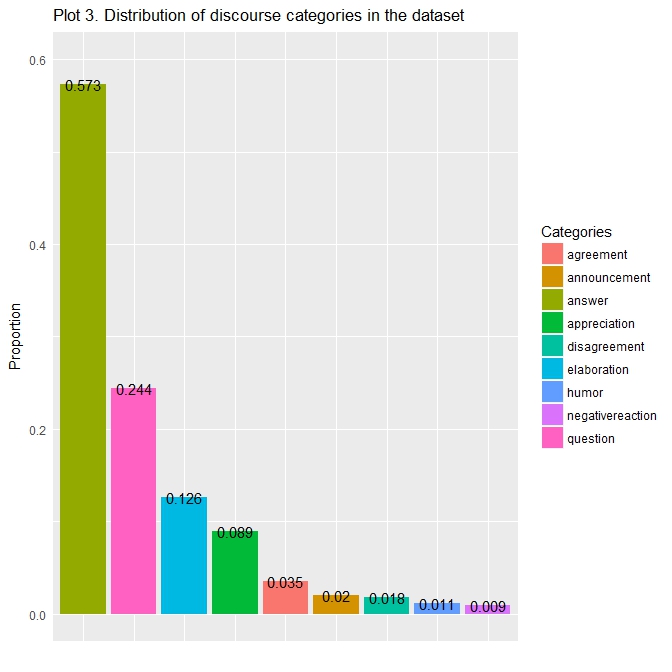 Plot 3. Distribution of discourse categories in the dataset
0.6
0.4
0.2
0.0
Proportion
0.573
0.244
0.126
0.089
0.035
0.02
0.018
0.011
0.009
Categories
agreement
announcement
answer
appreciation
disagreement
elaboration
humor
negativereaction
question